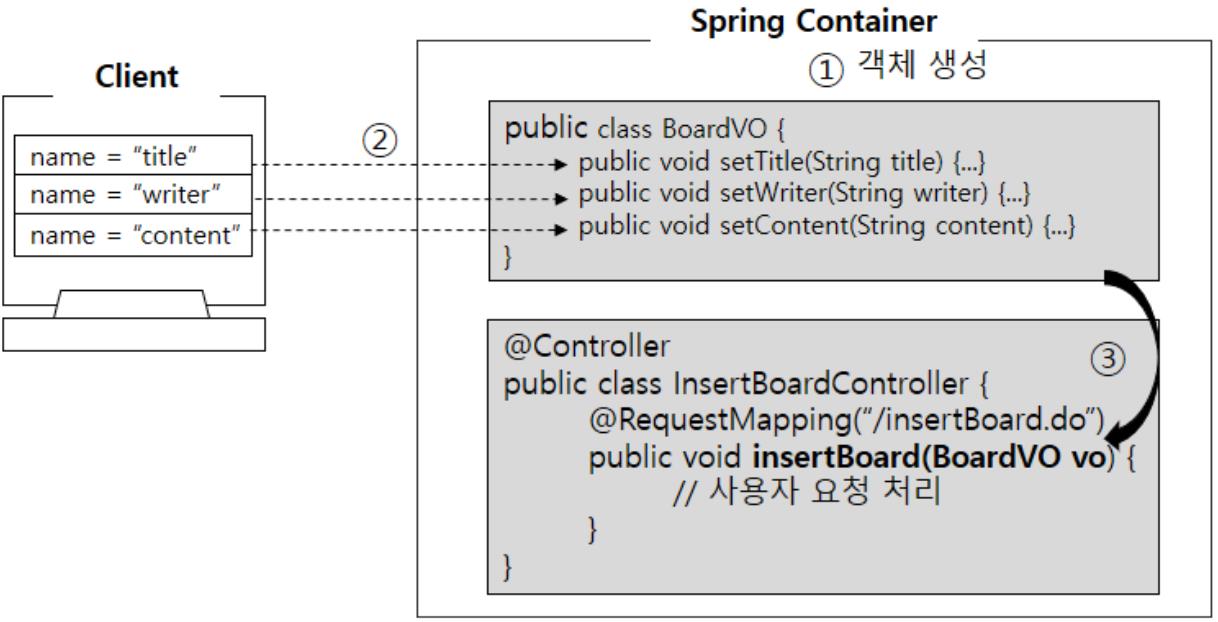 Spring Container
① 객체 생성
Client
name = "title"
name = "writer"
name = "content"
②
public class BoardVO {
public void setTitle(String title) {...}
public void setWriter(String writer) {...}
public void setContent(String content) {...}
}
③
@Controller
public class InsertBoardController {
@RequestMapping("/insertBoard.do")
public void insertBoard(BoardVO vo) {
// 사용자 요청 처리
}
}